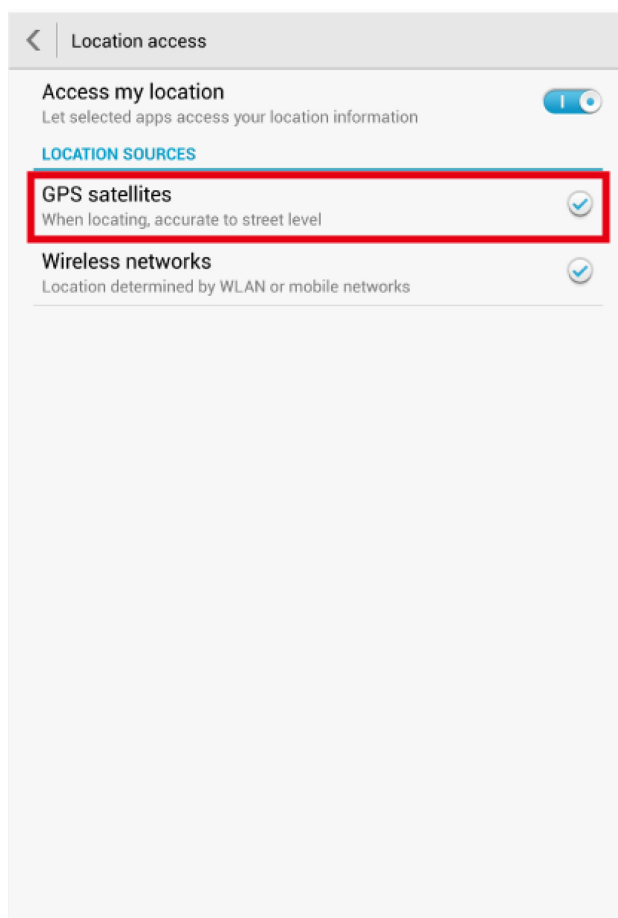 Location access
Access my location
Let selected apps access your location information
LOCATION SOURCES
GPS satellites
When locating, accurate to street level
Wireless networks
Location determined by WLAN or mobile networks